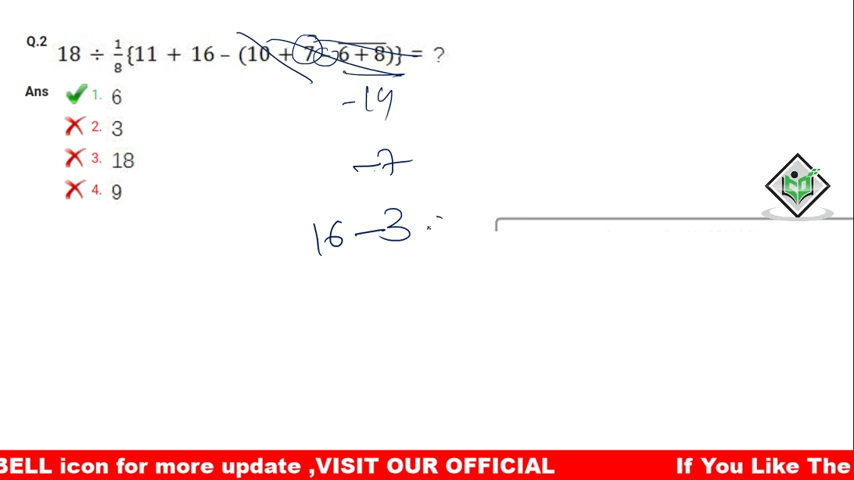 Q.2 18 ÷ 1/8 {11 + 16 − (10 + 7 − 6 + 8)} = ?
Ans 1. 6
2. 3
3. 18
4. 9
-14
-7
16-3
BELL icon for more update ,VISIT OUR OFFICIAL If You Like The